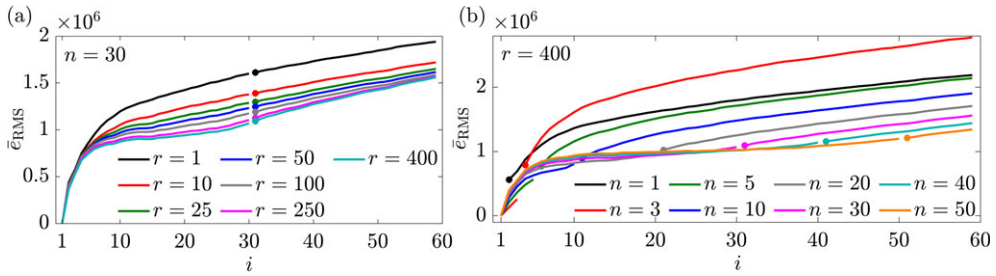 (a)
×10⁶
n = 30
2
1.5
1
0.5
0
ēRMS
r = 1
r = 10
r = 25
r = 50
r = 100
r = 250
r = 400
1 10 20 30 40 50 60
i
(b)
×10⁶
r = 400
2
1
0
ēRMS
n = 1
n = 3
n = 5
n = 10
n = 20
n = 30
n = 40
n = 50
1 10 20 30 40 50 60
i